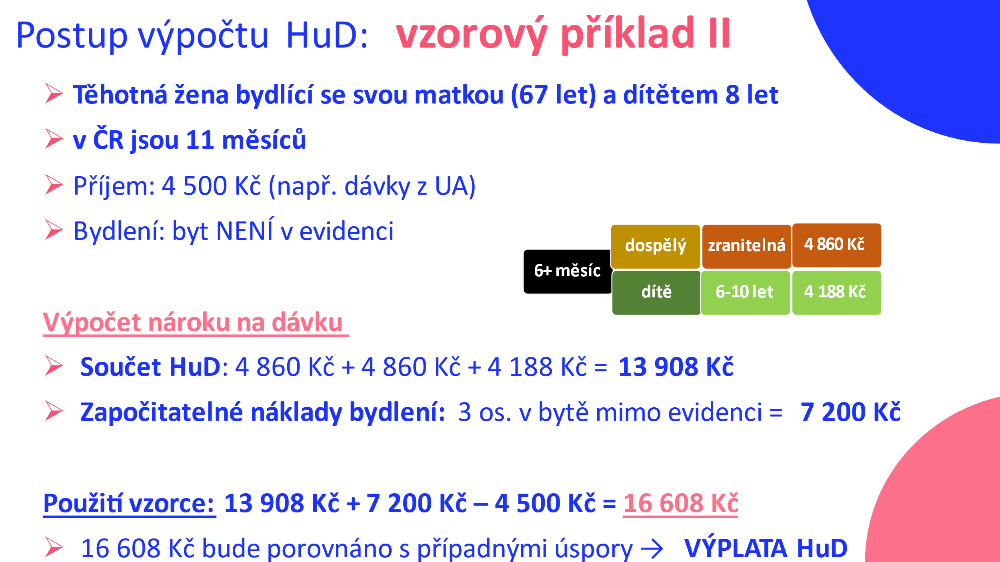 Postup výpočtu HuD: vzorový příklad II
Těhotná žena bydlící se svou matkou (67 let) a dítětem 8 let
v ČR jsou 11 měsíců
Příjem: 4 500 Kč (např. dávky z UA)
Bydlení: byt NENÍ v evidenci
6+ měsíc
dospělý zranitelná 4 860 Kč
dítě 6-10 let 4 188 Kč
Výpočet nároku na dávku
Součet HuD: 4 860 Kč + 4 860 Kč + 4 188 Kč = 13 908 Kč
Započitatelné náklady bydlení: 3 os. v bytě mimo evidenci = 7 200 Kč
Použití vzorce: 13 908 Kč + 7 200 Kč – 4 500 Kč = 16 608 Kč
16 608 Kč bude porovnáno s případnými úspory → VÝPLATA HuD